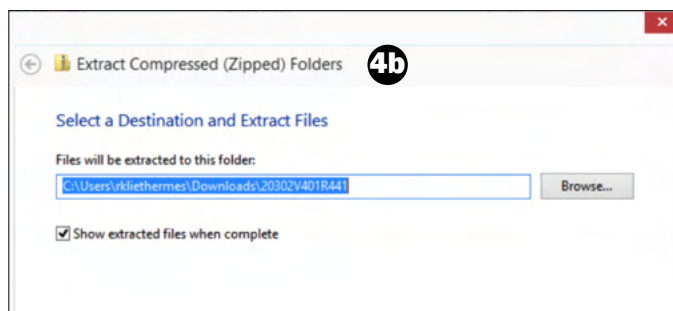 Extract Compressed (Zipped) Folders 4b
Select a Destination and Extract Files
Files will be extracted to this folder:
C:\Users\rkliethermes\Downloads\20302V401R441
Browse...
Show extracted files when complete